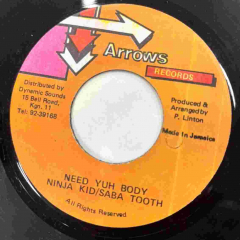 Arrows
RECORDS
Distributed by
Dynamic Sounds
15 Bell Road,
Kgn. 11
Tel: 92-39168
Produced &
Arranged by
P. Linton
Made in Jamaica
NEED YUH BODY
NINJA KID/SABA TOOTH
All Rights Reserved